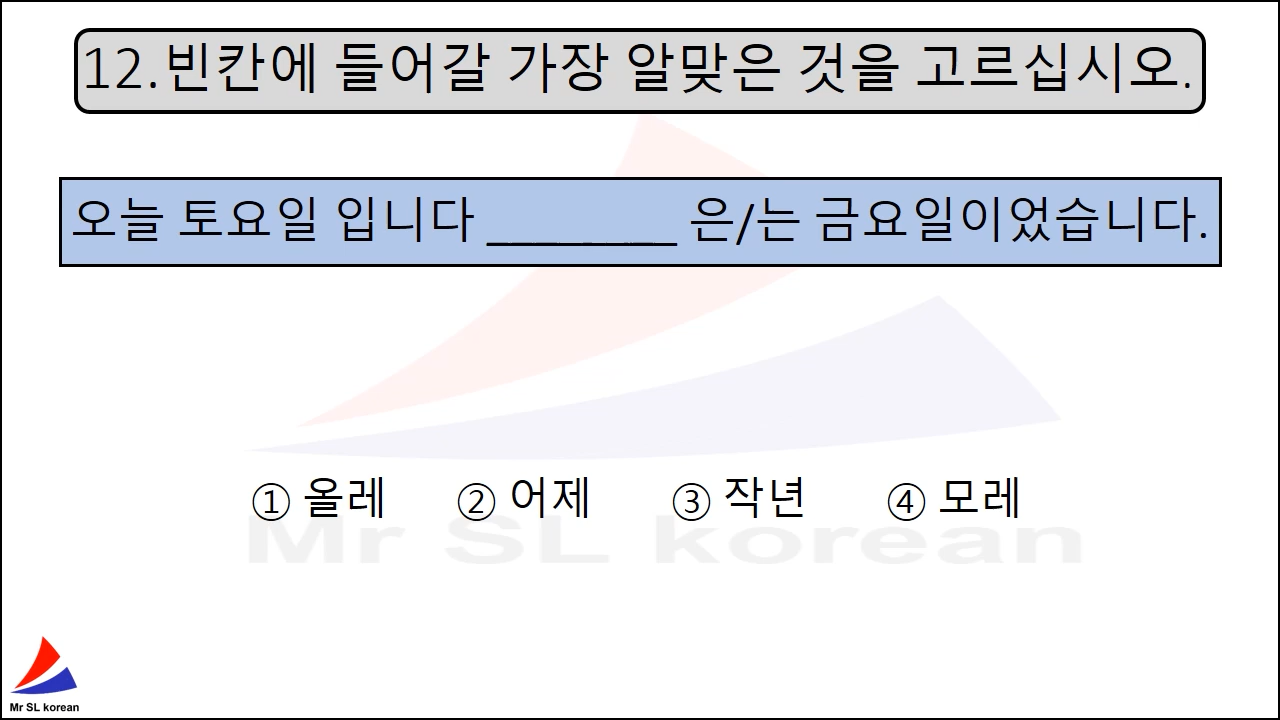 12.빈칸에 들어갈 가장 알맞은 것을 고르십시오.
오늘 토요일 입니다 ________ 은/는 금요일이었습니다.
① 올레 ② 어제 ③ 작년 ④ 모레
Mr SL korean
Mr SL korean